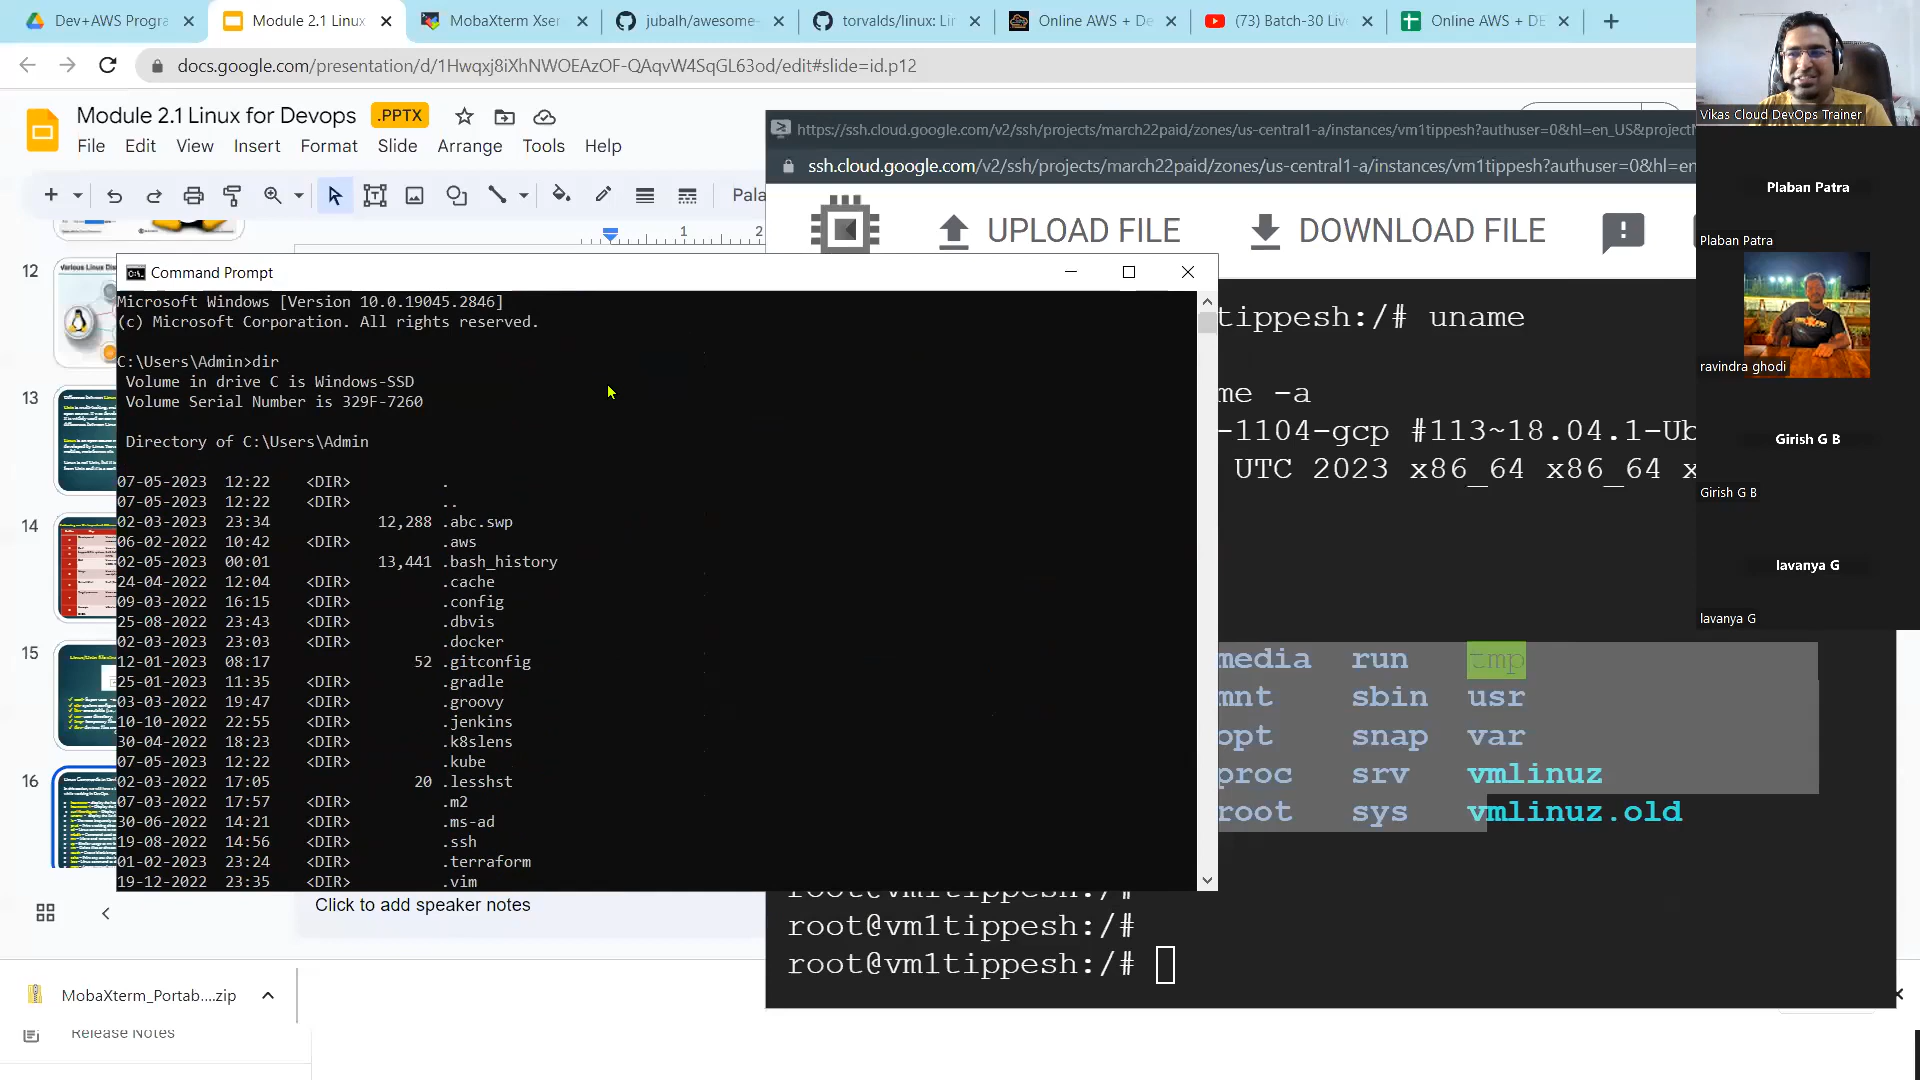 Dev+AWS Progra
Module 2.1 Linux
MobaXterm Xser
jubalh/awesome-
torvalds/linux: Lir
Online AWS + De
(73) Batch-30 Liv
Online AWS + DE
docs.google.com/presentation/d/1Hwqxj8iXhNWOEAzOF-QAqvW4SqGL63od/edit#slide=id.p12
Module 2.1 Linux for Devops
.PPTX
File Edit View Insert Format Slide Arrange Tools Help
Pala
1
2
12
13
14
15
16
https://ssh.cloud.google.com/v2/ssh/projects/march22paid/zones/us-central1-a/instances/vm1tippesh?authuser=0&hl=en_US&projectN
ssh.cloud.google.com/v2/ssh/projects/march22paid/zones/us-central1-a/instances/vm1tippesh?authuser=0&hl=en
UPLOAD FILE
DOWNLOAD FILE
Command Prompt
Microsoft Windows [Version 10.0.19045.2846]
(c) Microsoft Corporation. All rights reserved.
C:\Users\Admin>dir
Volume in drive C is Windows-SSD
Volume Serial Number is 329F-7260
Directory of C:\Users\Admin
07-05-2023 12:22 <DIR> .
07-05-2023 12:22 <DIR> ..
02-03-2023 23:34 12,288 .abc.swp
06-02-2022 10:42 <DIR> .aws
02-05-2023 00:01 13,441 .bash_history
24-04-2022 12:04 <DIR> .cache
09-03-2022 16:15 <DIR> .config
25-08-2022 23:43 <DIR> .dbvis
02-03-2023 23:03 <DIR> .docker
12-01-2023 08:17 52 .gitconfig
25-01-2023 11:35 <DIR> .gradle
03-03-2022 19:47 <DIR> .groovy
10-10-2022 22:55 <DIR> .jenkins
30-04-2022 18:23 <DIR> .k8slens
07-05-2023 12:22 <DIR> .kube
02-03-2022 17:05 20 .lesshst
07-03-2022 17:57 <DIR> .m2
30-06-2022 14:21 <DIR> .ms-ad
19-08-2022 14:56 <DIR> .ssh
01-02-2023 23:24 <DIR> .terraform
19-12-2022 23:35 <DIR> .vim
tippesh:/# uname
me -a
-1104-gcp #113~18.04.1-Ub
UTC 2023 x86_64 x86_64 x
media run tmp
mnt sbin usr
opt snap var
proc srv vmlinuz
root sys vmlinuz.old
root@vm1tippesh:/#
root@vm1tippesh:/#
root@vm1tippesh:/#
Click to add speaker notes
MobaXterm_Portab....zip
Release Notes
Vikas Cloud DevOps Trainer
Plaban Patra
Plaban Patra
ravindra ghodi
Girish G B
Girish G B
lavanya G
lavanya G